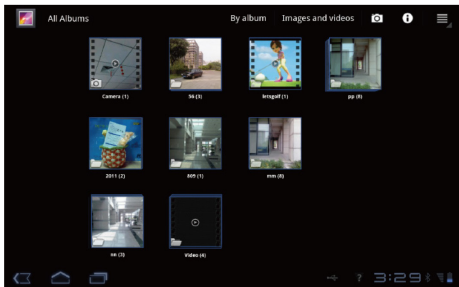 All Albums By album Images and videos
Camera (1) S6 (3) letsgolf (1) pp (8)
2011 (2) 809 (1) mm (8)
nn (3) Video (4)
? 3:29